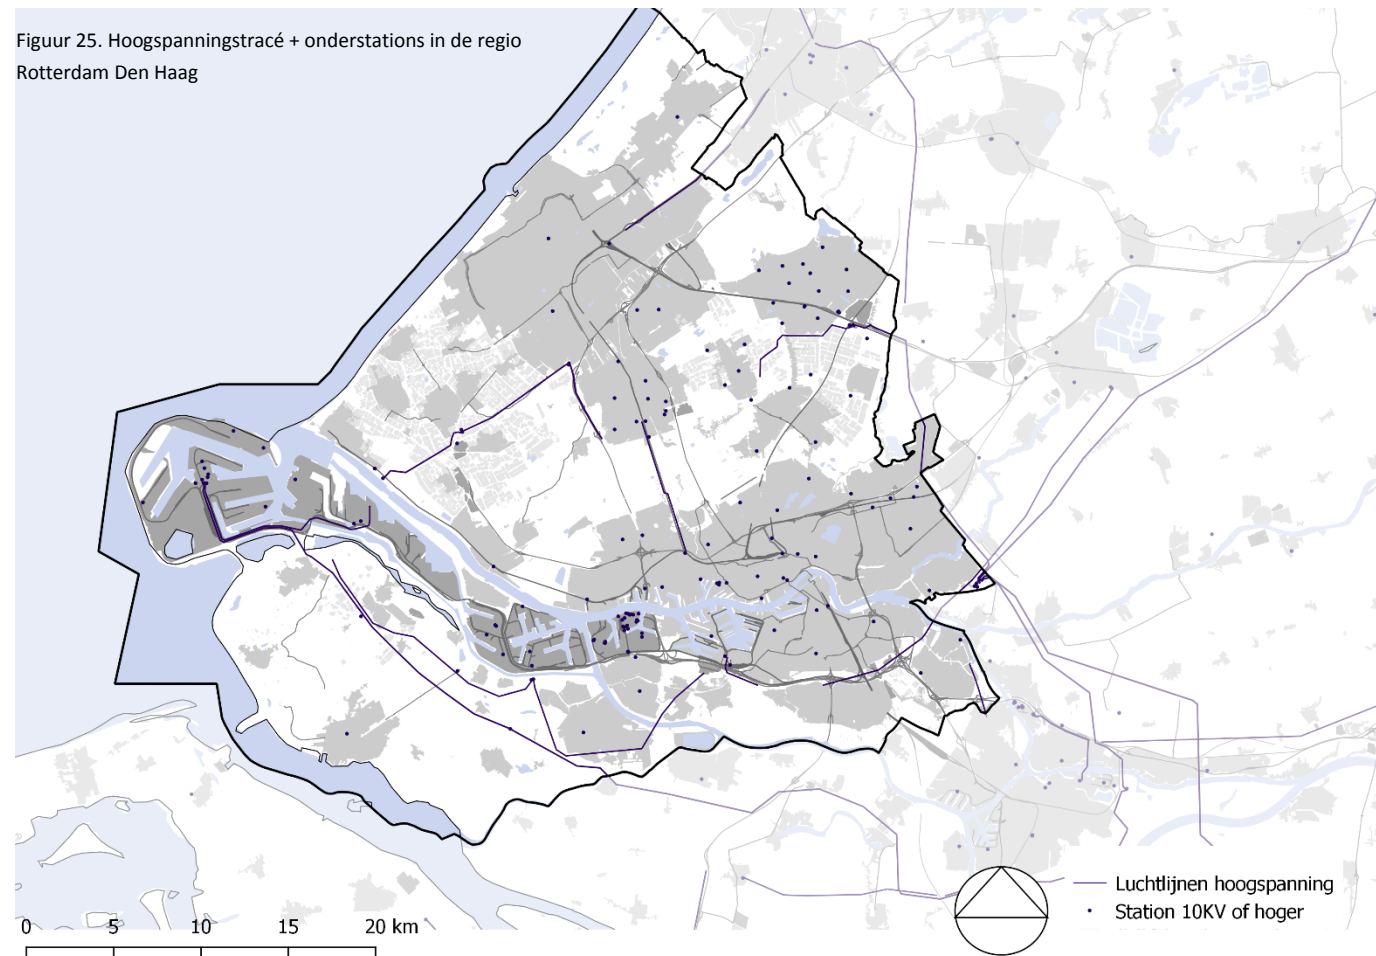 Figuur 25. Hoogspanningstracé + onderstations in de regio
Rotterdam Den Haag
Luchtlijnen hoogspanning
Station 10KV of hoger
0 5 10 15 20 km